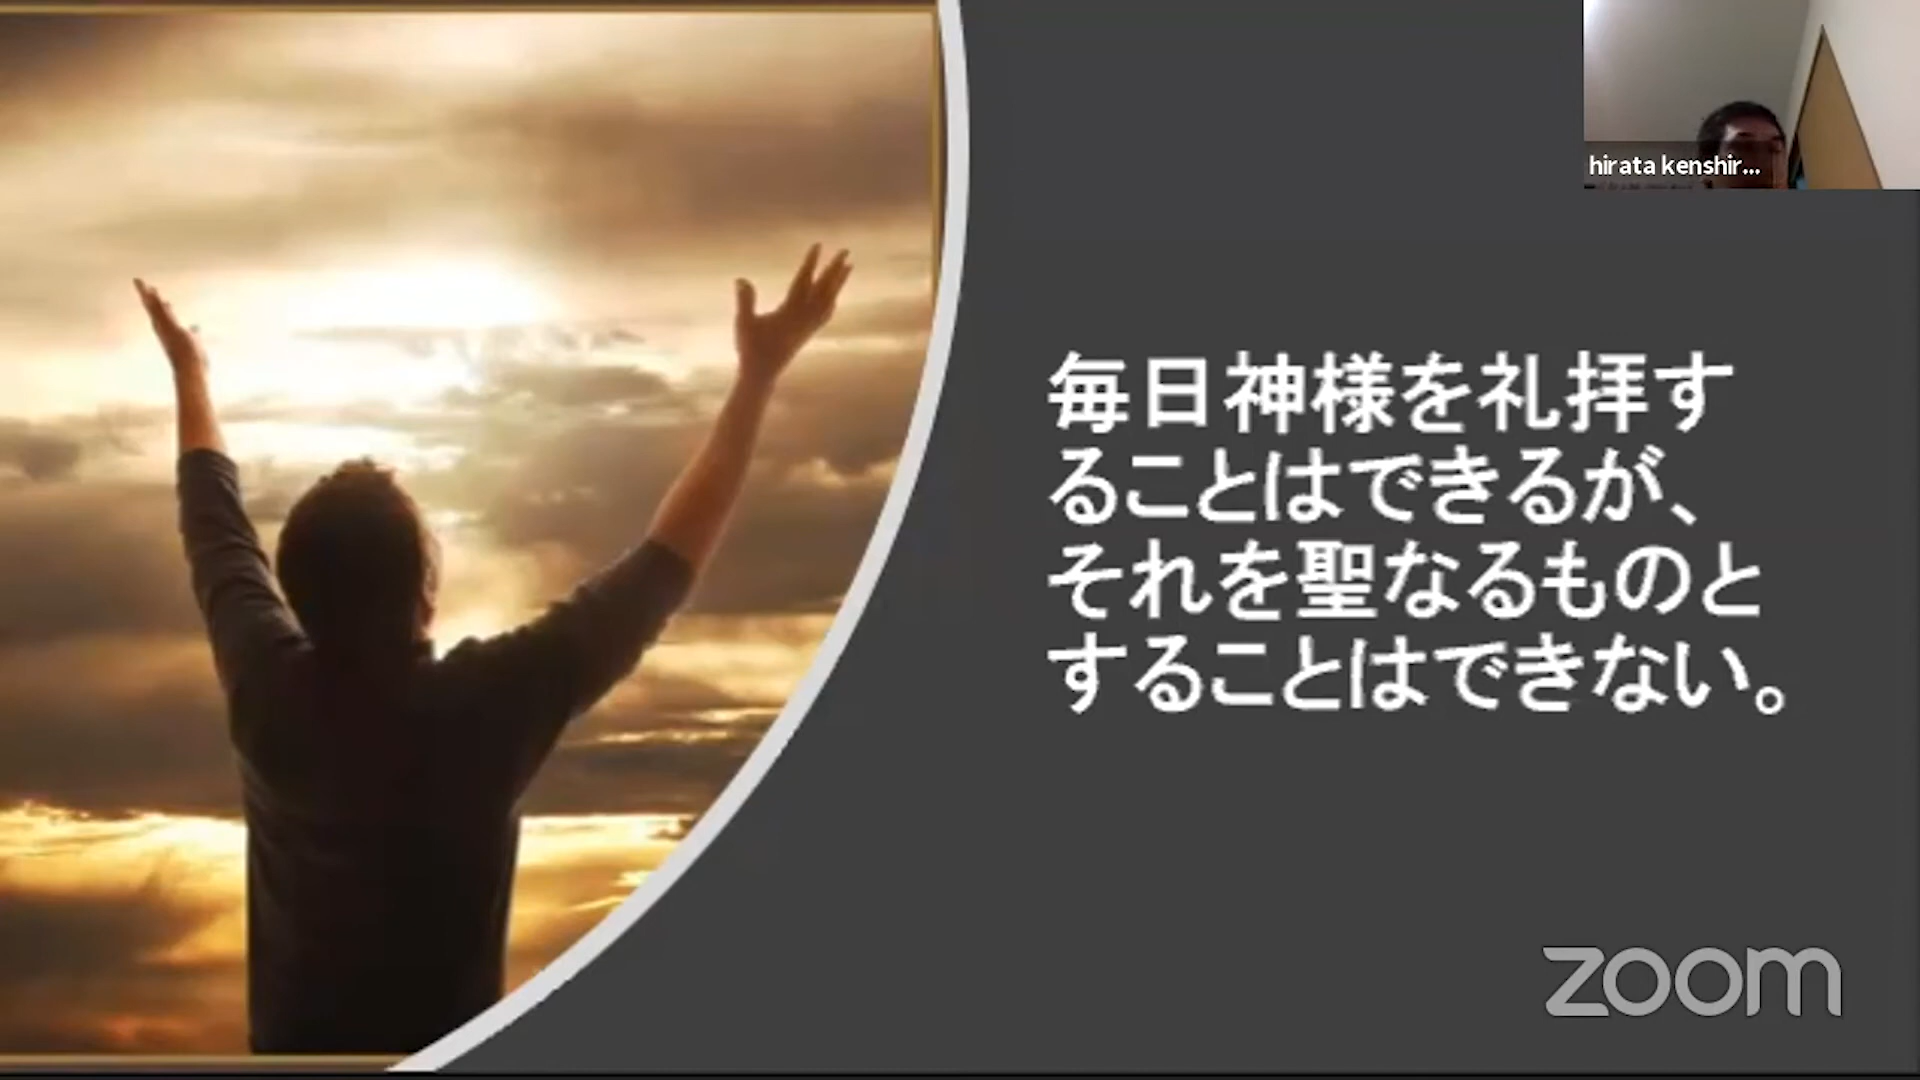 hirata kenshir...
毎日神様を礼拝す
ることはできるが、
それを聖なるものと
することはできない。
zoom